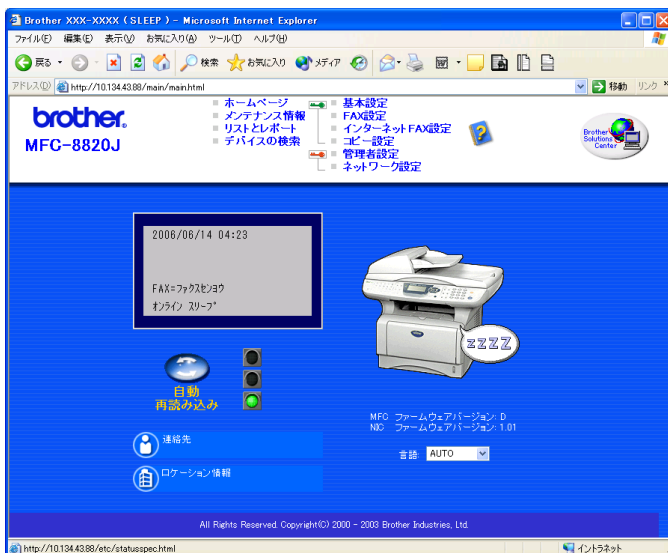 Brother XXX-XXXX ( SLEEP ) - Microsoft Internet Explorer
ファイル(F) 編集(E) 表示(V) お気に入り(A) ツール(T) ヘルプ(H)
戻る 検索 お気に入り メディア
アドレス(D) http://10.134.43.88/main/main.html 移動 リンク »
brother.
MFC-8820J
ホームページ
メンテナンス情報
リストとレポート
デバイスの検索
基本設定
FAX設定
インターネットFAX設定
コピー設定
管理者設定
ネットワーク設定
Brother
Solutions
Center
2006/06/14 04:23
FAX=ファクスセンヨウ
オンライン スリープ
ZZZZ
自動
再読み込み
MFC ファームウェアバージョン: D
NIC ファームウェアバージョン: 1.01
連絡先
言語: AUTO
ロケーション情報
All Rights Reserved. Copyright(C) 2000 - 2003 Brother Industries, Ltd.
http://10.134.43.88/etc/statusspec.html イントラネット